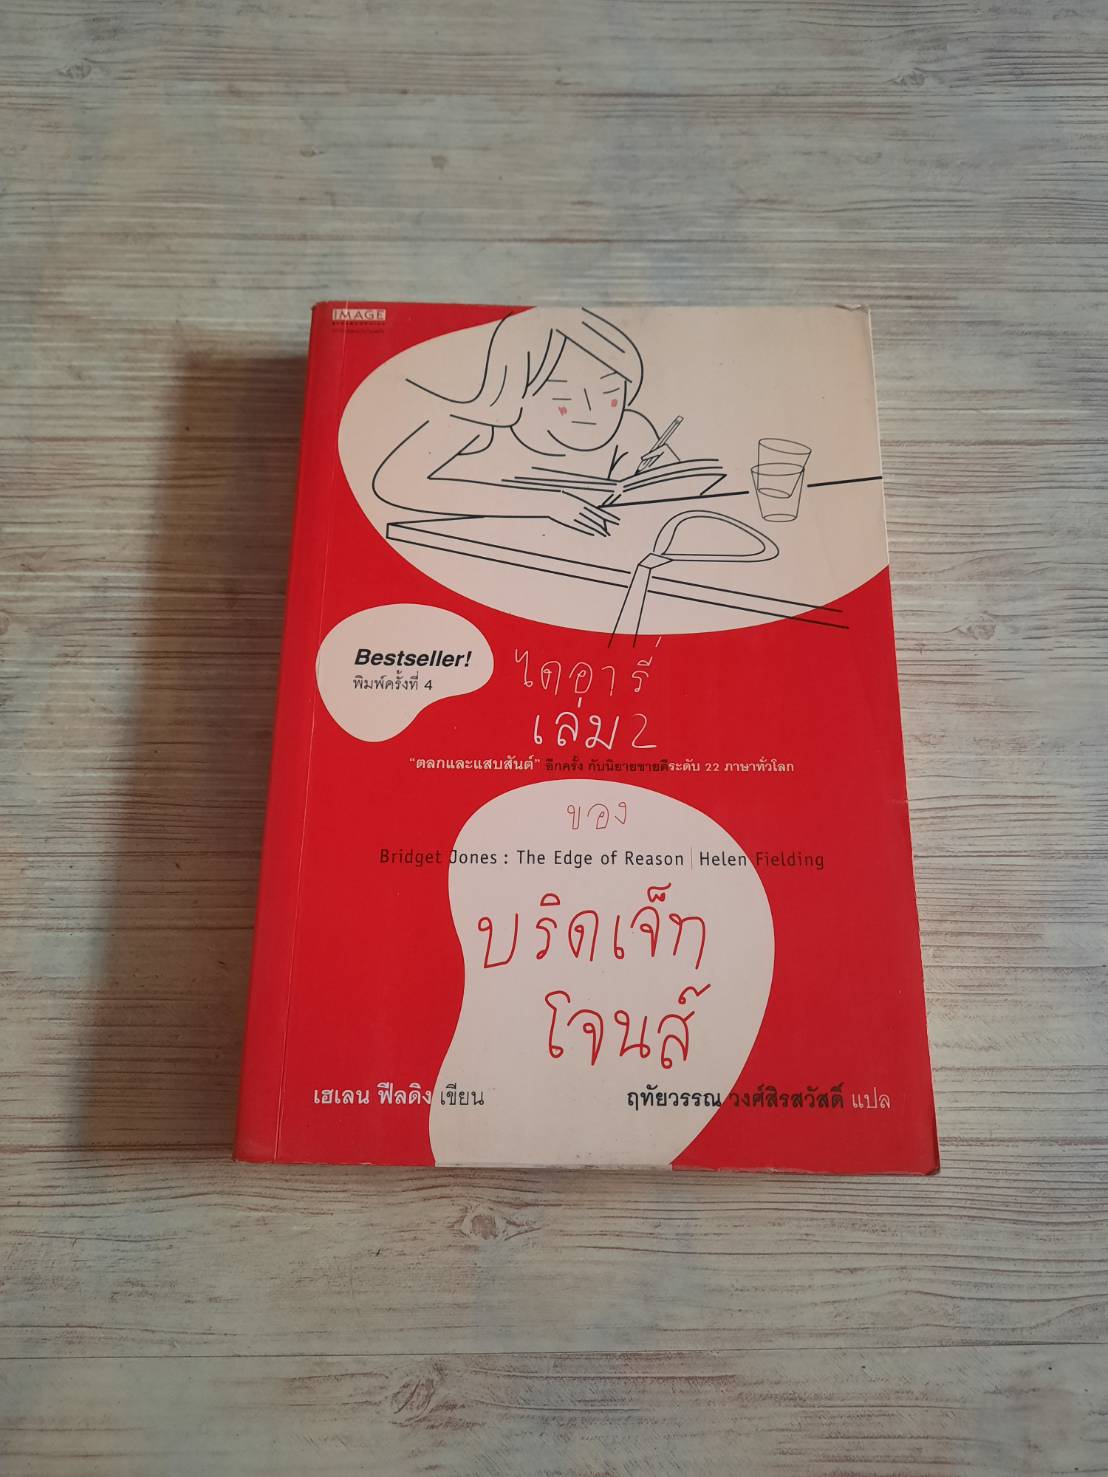 IMAGE
Bestseller!
พิมพ์ครั้งที่ 4
ไดอารี่
เล่ม 2
"ตลกและแสบสันต์" อีกครั้ง กับนิยายขายดีระดับ 22 ภาษาทั่วโลก
ของ
Bridget Jones : The Edge of Reason | Helen Fielding
บริดเจ็ท
โจนส์
เฮเลน ฟีลดิง เขียน
ฤทัยวรรณ วงศ์สิรสวัสดิ์ แปล